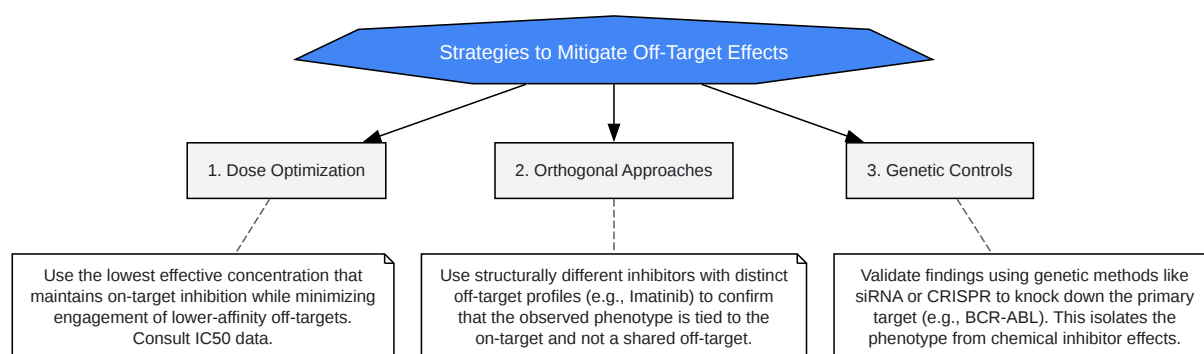 Strategies to Mitigate Off-Target Effects
1. Dose Optimization
2. Orthogonal Approaches
3. Genetic Controls
Use the lowest effective concentration that
maintains on-target inhibition while minimizing
engagement of lower-affinity off-targets.
Consult IC50 data.
Use structurally different inhibitors with distinct
off-target profiles (e.g., Imatinib) to confirm
that the observed phenotype is tied to the
on-target and not a shared off-target.
Validate findings using genetic methods like
siRNA or CRISPR to knock down the primary
target (e.g., BCR-ABL). This isolates the
phenotype from chemical inhibitor effects.